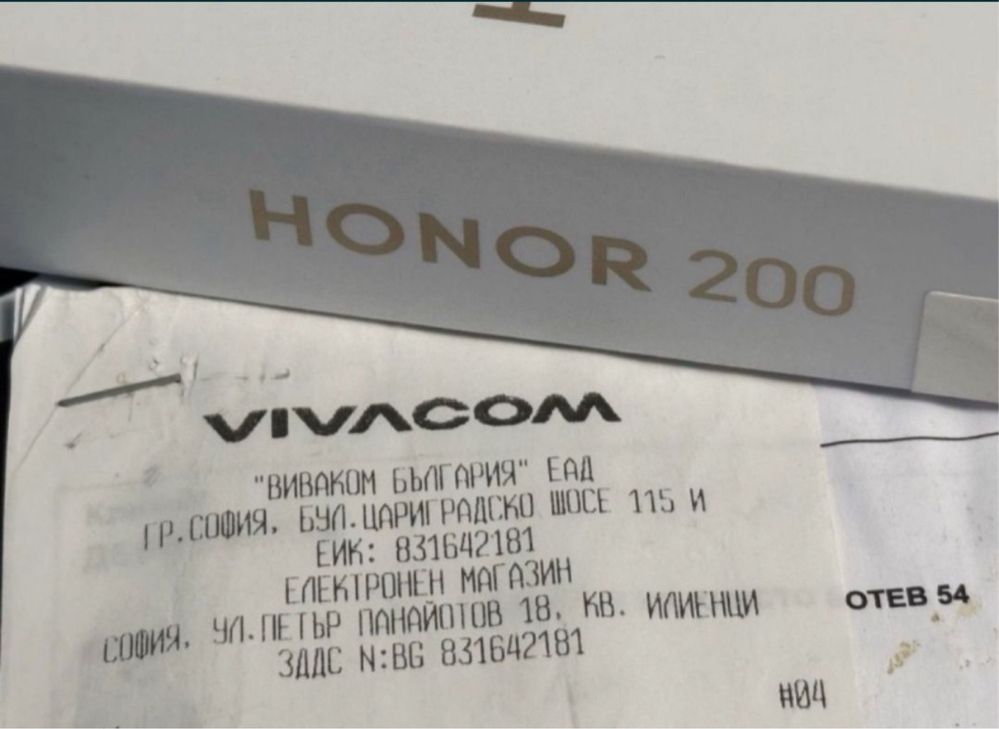 HONOR 200
VIVACOM
"ВИВАКОМ БЪЛГАРИЯ" ЕАД
ГР.СОФИЯ, БУЛ.ЦАРИГРАДСКО ШОСЕ 115 И
ЕИК: 831642181
ЕЛЕКТРОНЕН МАГАЗИН
СОФИЯ, УЛ.ПЕТЪР ПАНАЙОТОВ 18, КВ. ИЛИЕНЦИ
ЗДДС N:BG 831642181
ОТЕВ 54
#04